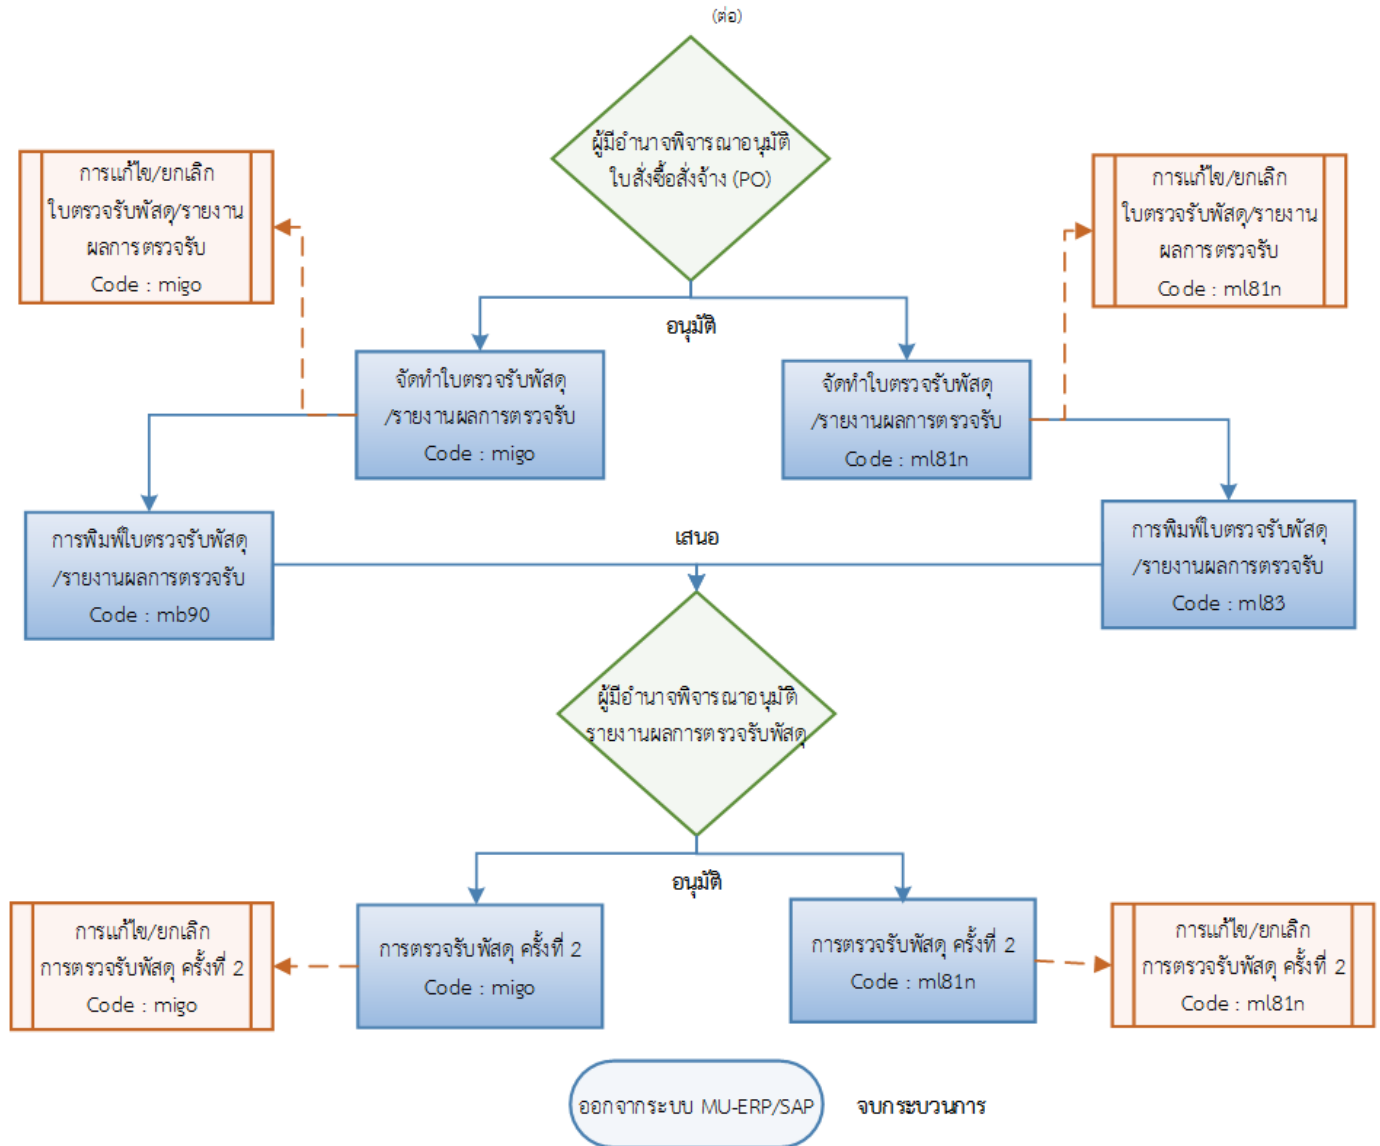 (ต่อ)
ผู้มีอำนาจพิจารณาอนุมัติ
ใบสั่งซื้อสั่งจ้าง (PO)
การแก้ไข/ยกเลิก
ใบตรวจรับพัสดุ/รายงาน
ผลการตรวจรับ
Code : migo
การแก้ไข/ยกเลิก
ใบตรวจรับพัสดุ/รายงาน
ผลการตรวจรับ
Code : ml81n
อนุมัติ
จัดทำใบตรวจรับพัสดุ
/รายงานผลการตรวจรับ
Code : migo
จัดทำใบตรวจรับพัสดุ
/รายงานผลการตรวจรับ
Code : ml81n
การพิมพ์ใบตรวจรับพัสดุ
/รายงานผลการตรวจรับ
Code : mb90
เสนอ
การพิมพ์ใบตรวจรับพัสดุ
/รายงานผลการตรวจรับ
Code : ml83
ผู้มีอำนาจพิจารณาอนุมัติ
รายงานผลการตรวจรับพัสดุ
อนุมัติ
การแก้ไข/ยกเลิก
การตรวจรับพัสดุ ครั้งที่ 2
Code : migo
การตรวจรับพัสดุ ครั้งที่ 2
Code : migo
การตรวจรับพัสดุ ครั้งที่ 2
Code : ml81n
การแก้ไข/ยกเลิก
การตรวจรับพัสดุ ครั้งที่ 2
Code : ml81n
ออกจากระบบ MU-ERP/SAP
จบกระบวนการ